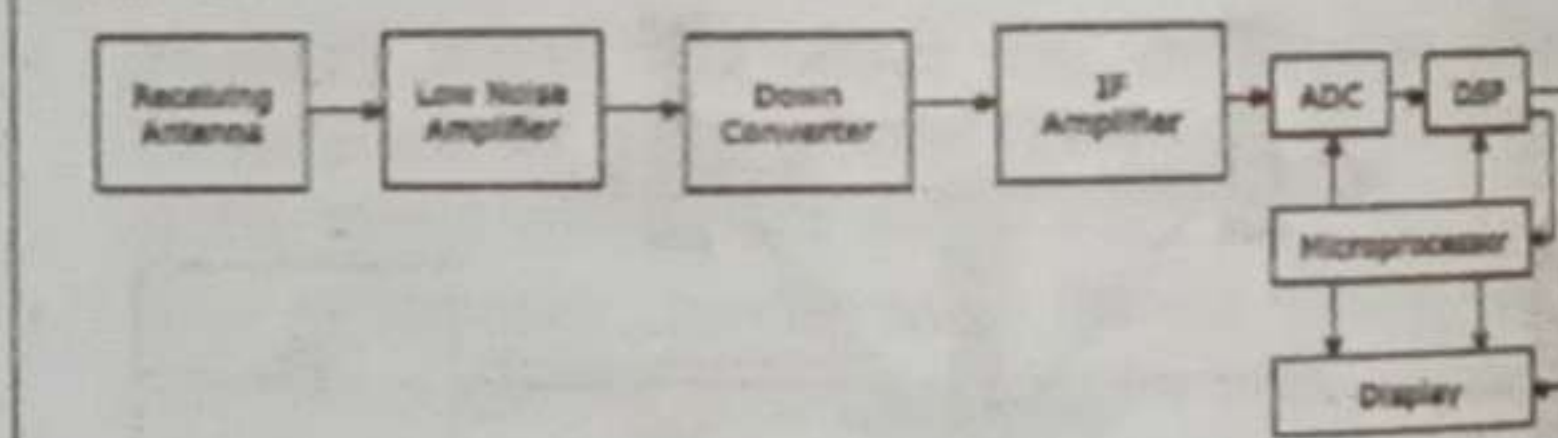 Receiving
Antenna
Low Noise
Amplifier
Down
Converter
IF
Amplifier
ADC
DSP
Microprocessor
Display